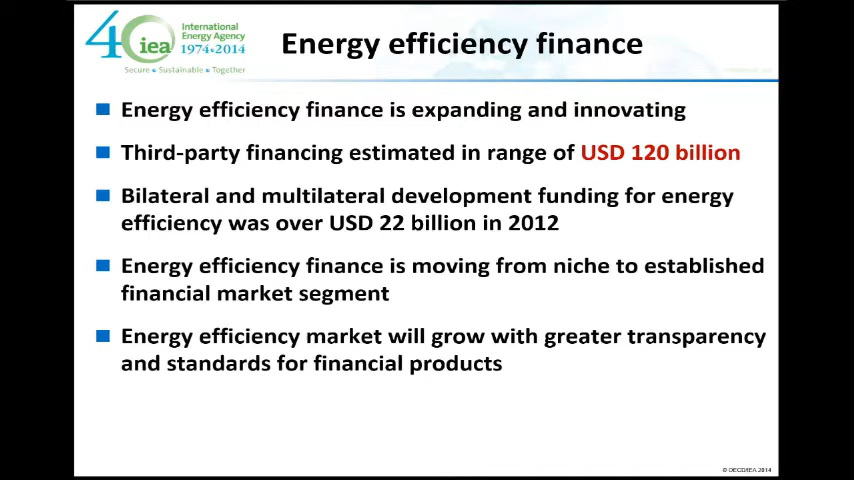 40 iea
International
Energy Agency
1974•2014
Secure • Sustainable • Together
Energy efficiency finance
Energy efficiency finance is expanding and innovating
Third-party financing estimated in range of USD 120 billion
Bilateral and multilateral development funding for energy
efficiency was over USD 22 billion in 2012
Energy efficiency finance is moving from niche to established
financial market segment
Energy efficiency market will grow with greater transparency
and standards for financial products
© OECD/IEA 2014